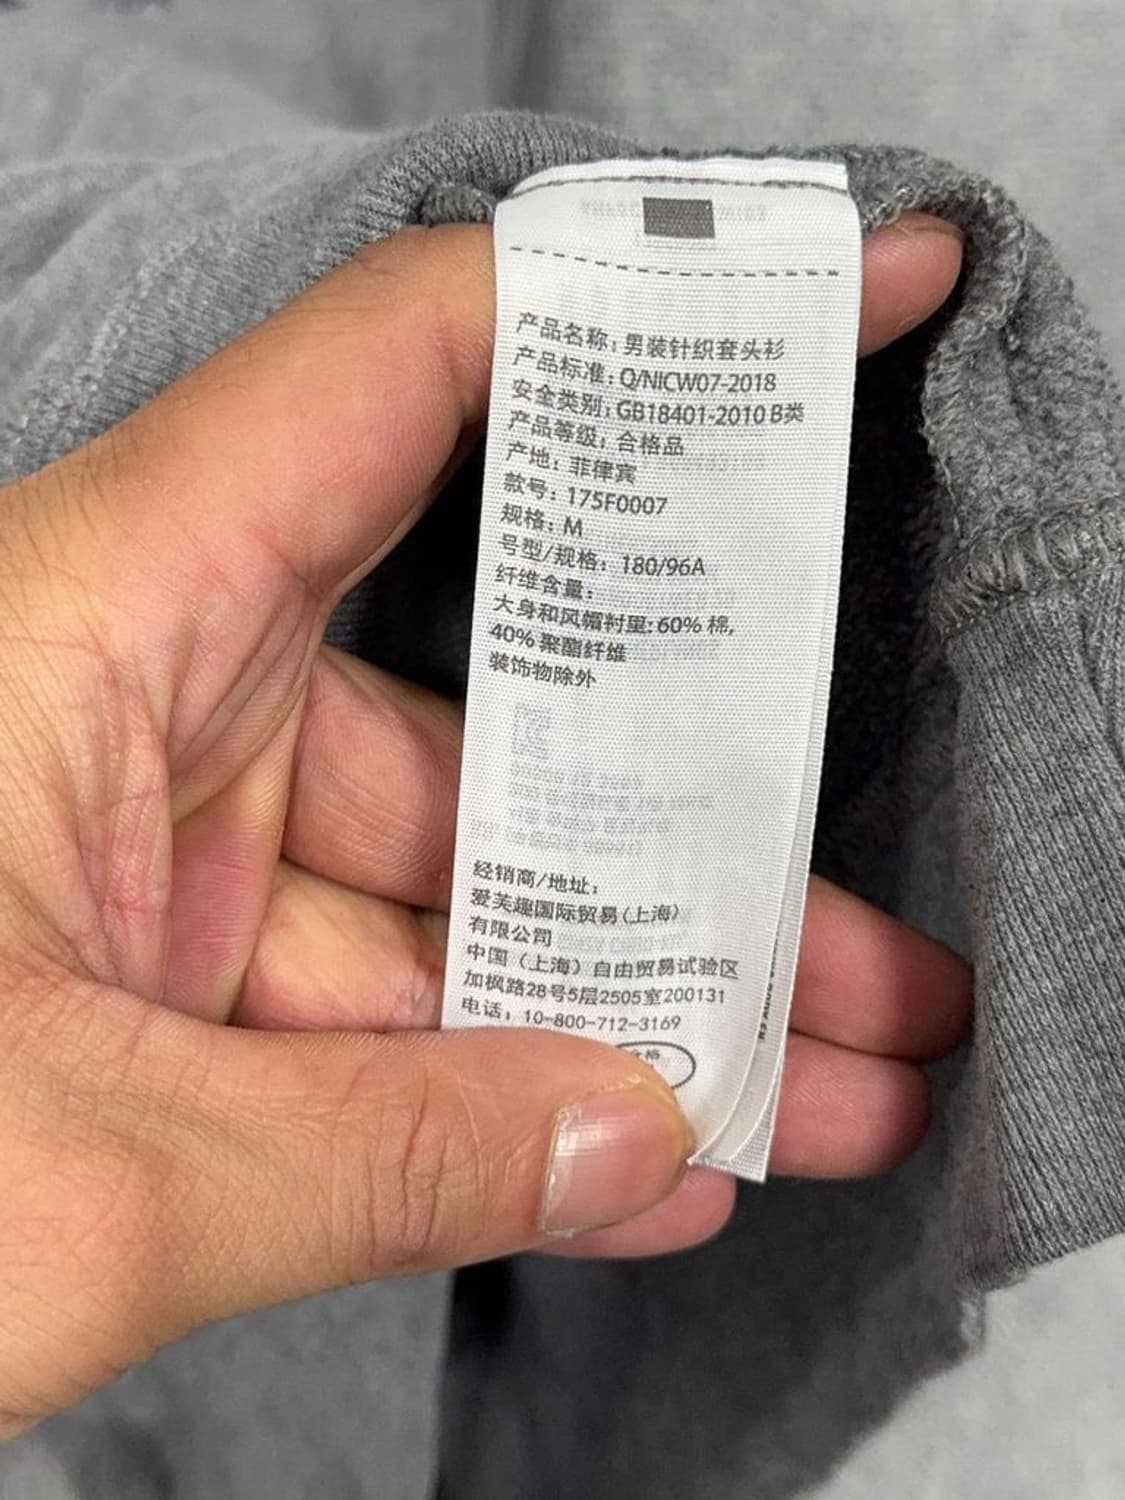 产品名称：男装针织套头衫
产品标准：Q/NICW07-2018
安全类别：GB18401-2010 B类
产品等级：合格品
产地：菲律宾
款号：175F0007
规格：M
号型/规格：180/96A
纤维含量：
大身和风帽衬里：60% 棉,
40% 聚酯纤维
装饰物除外
经销商/地址：
爱芙趣国际贸易(上海)
有限公司
中国（上海）自由贸易试验区
加枫路28号5层2505室200131
电话：10-800-712-3169
合格